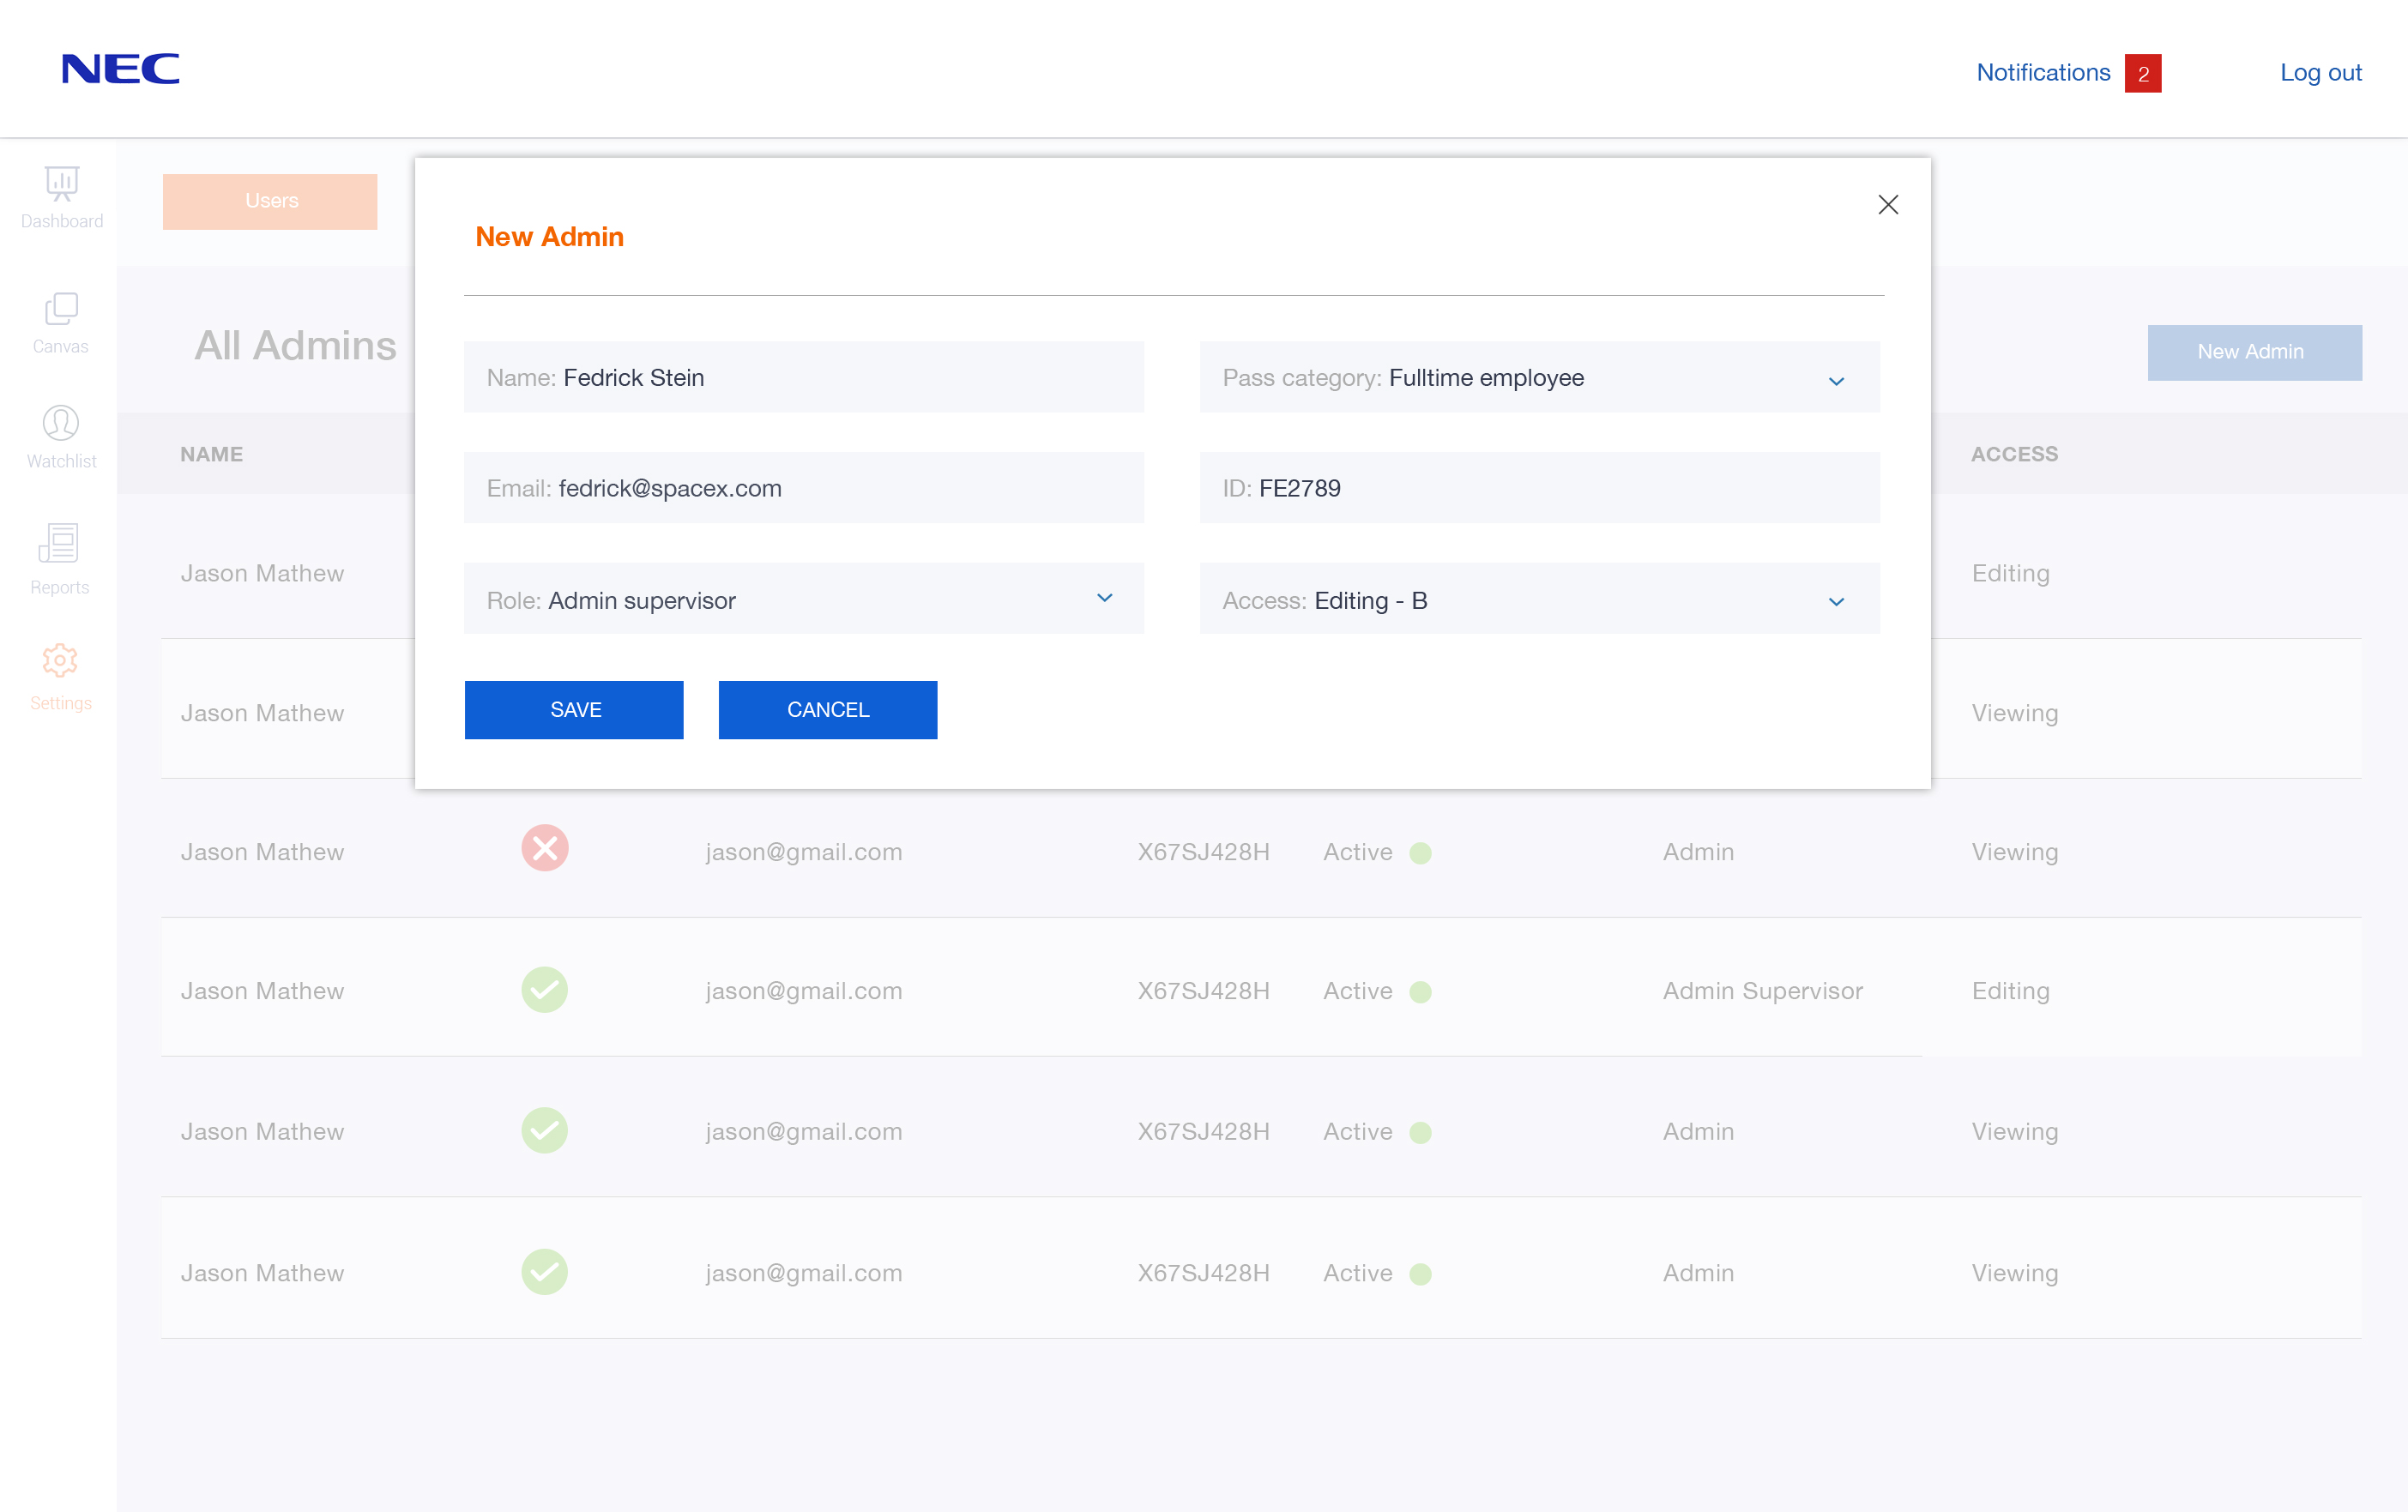 NEC
Notifications 2
Log out
Dashboard
Canvas
Watchlist
Reports
Settings
Users
All Admins
New Admin
NAME
ACCESS
New Admin
Name: Fedrick Stein
Pass category: Fulltime employee
Email: fedrick@spacex.com
ID: FE2789
Role: Admin supervisor
Access: Editing - B
SAVE
CANCEL
Jason Mathew Editing
Jason Mathew Viewing
Jason Mathew jason@gmail.com X67SJ428H Active Admin Viewing
Jason Mathew jason@gmail.com X67SJ428H Active Admin Supervisor Editing
Jason Mathew jason@gmail.com X67SJ428H Active Admin Viewing
Jason Mathew jason@gmail.com X67SJ428H Active Admin Viewing